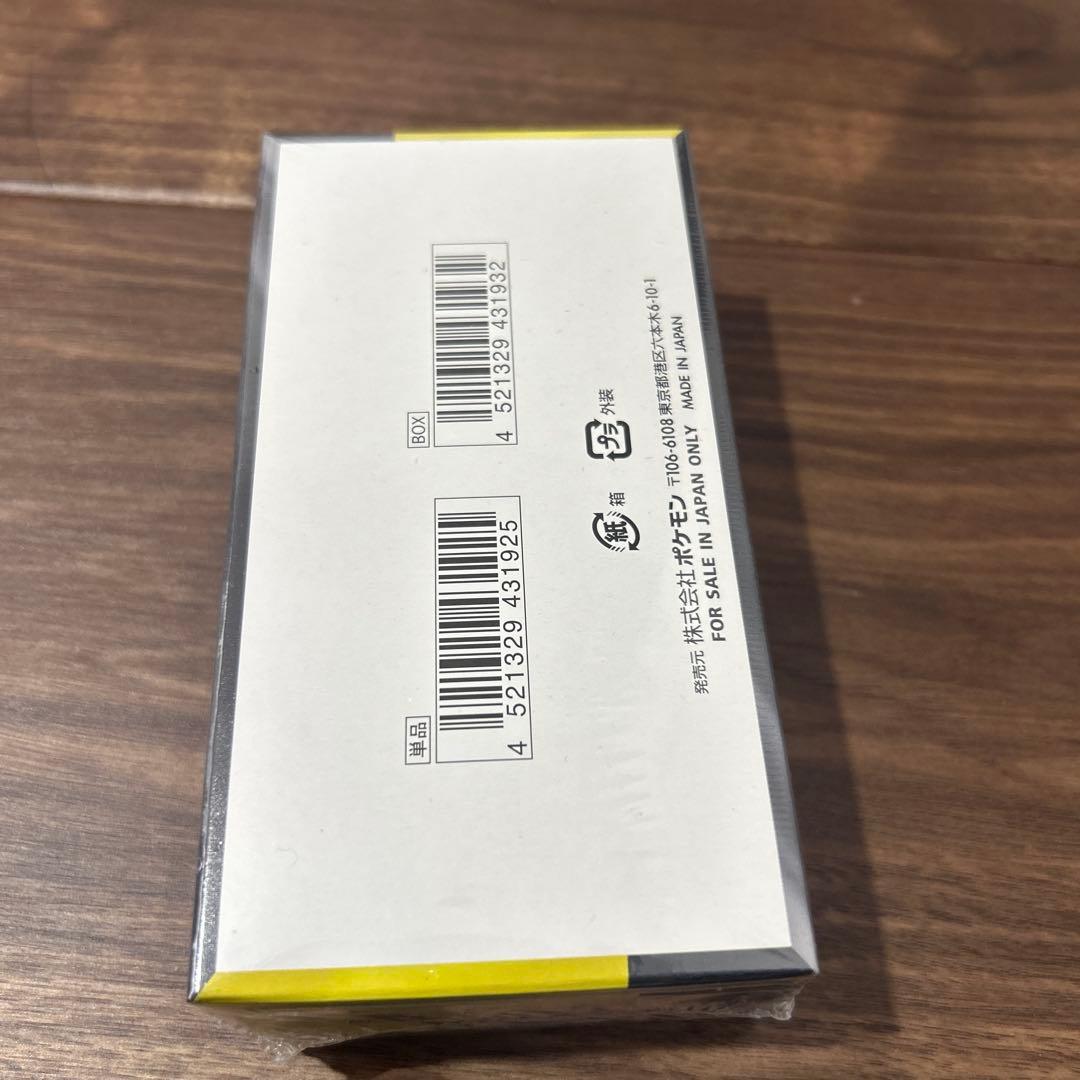 単品
4 521329 431925
BOX
4 521329 431932
紙 箱
プラ 外装
発売元 株式会社ポケモン 〒106-6108 東京都港区六本木6-10-1
FOR SALE IN JAPAN ONLY MADE IN JAPAN